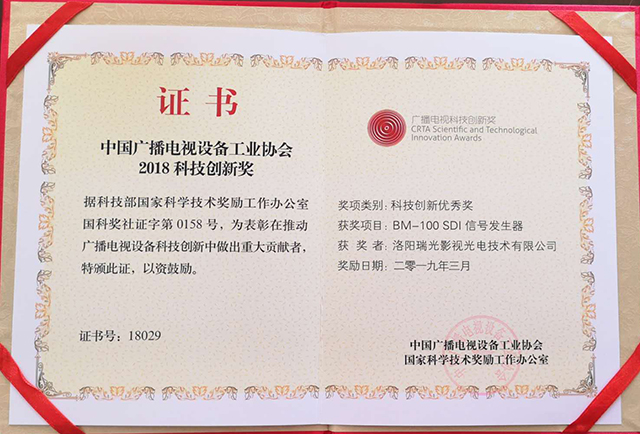 证书
中国广播电视设备工业协会
2018 科技创新奖
据科技部国家科学技术奖励工作办公室
国科奖社证字第 0158 号，为表彰在推动
广播电视设备科技创新中做出重大贡献者，
特颁此证，以资鼓励。
证书号：18029
广播电视科技创新奖
CRTA Scientific and Technological
Innovation Awards
奖项类别：科技创新优秀奖
获奖项目：BM-100 SDI 信号发生器
获 奖 者：洛阳瑞光影视光电技术有限公司
奖励日期：二零一九年三月
中国广播电视设备工业协会
国家科学技术奖励工作办公室